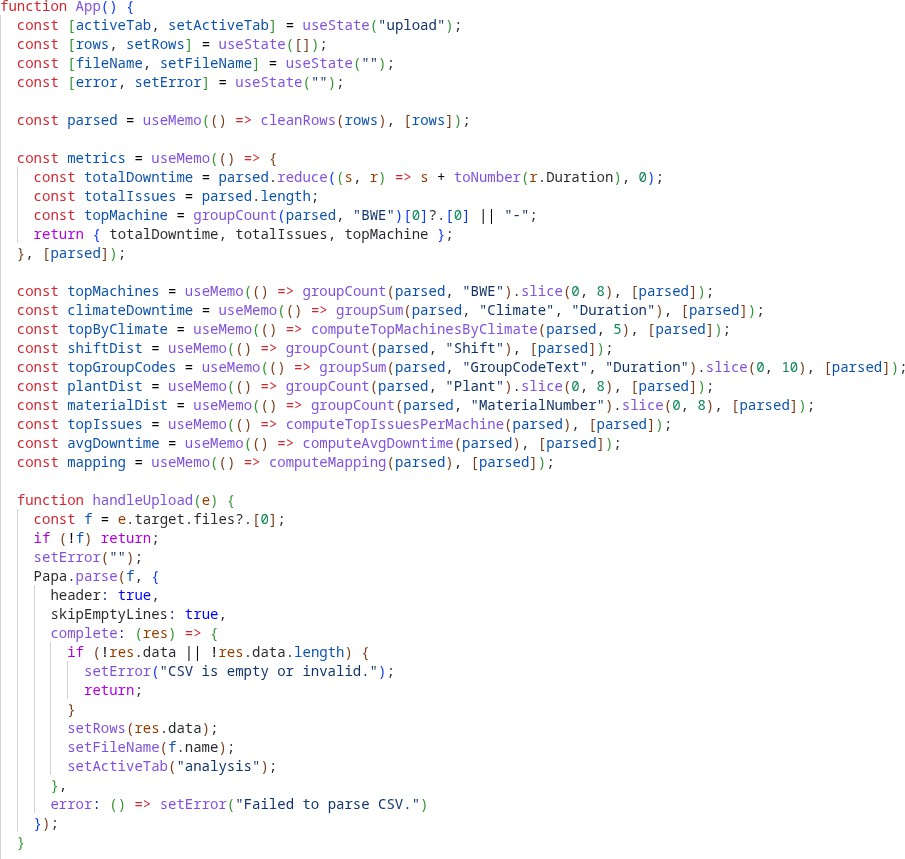 function App() {
  const [activeTab, setActiveTab] = useState("upload");
  const [rows, setRows] = useState([]);
  const [fileName, setFileName] = useState("");
  const [error, setError] = useState("");

  const parsed = useMemo(() => cleanRows(rows), [rows]);

  const metrics = useMemo(() => {
    const totalDowntime = parsed.reduce((s, r) => s + toNumber(r.Duration), 0);
    const totalIssues = parsed.length;
    const topMachine = groupCount(parsed, "BWE")[0]?.[0] || "-";
    return { totalDowntime, totalIssues, topMachine };
  }, [parsed]);

  const topMachines = useMemo(() => groupCount(parsed, "BWE").slice(0, 8), [parsed]);
  const climateDowntime = useMemo(() => groupSum(parsed, "Climate", "Duration"), [parsed]);
  const topByClimate = useMemo(() => computeTopMachinesByClimate(parsed, 5), [parsed]);
  const shiftDist = useMemo(() => groupCount(parsed, "Shift"), [parsed]);
  const topGroupCodes = useMemo(() => groupSum(parsed, "GroupCodeText", "Duration").slice(0, 10), [parsed]);
  const plantDist = useMemo(() => groupCount(parsed, "Plant").slice(0, 8), [parsed]);
  const materialDist = useMemo(() => groupCount(parsed, "MaterialNumber").slice(0, 8), [parsed]);
  const topIssues = useMemo(() => computeTopIssuesPerMachine(parsed), [parsed]);
  const avgDowntime = useMemo(() => computeAvgDowntime(parsed), [parsed]);
  const mapping = useMemo(() => computeMapping(parsed), [parsed]);

  function handleUpload(e) {
    const f = e.target.files?.[0];
    if (!f) return;
    setError("");
    Papa.parse(f, {
      header: true,
      skipEmptyLines: true,
      complete: (res) => {
        if (!res.data || !res.data.length) {
          setError("CSV is empty or invalid.");
          return;
        }
        setRows(res.data);
        setFileName(f.name);
        setActiveTab("analysis");
      },
      error: () => setError("Failed to parse CSV.")
    });
  }